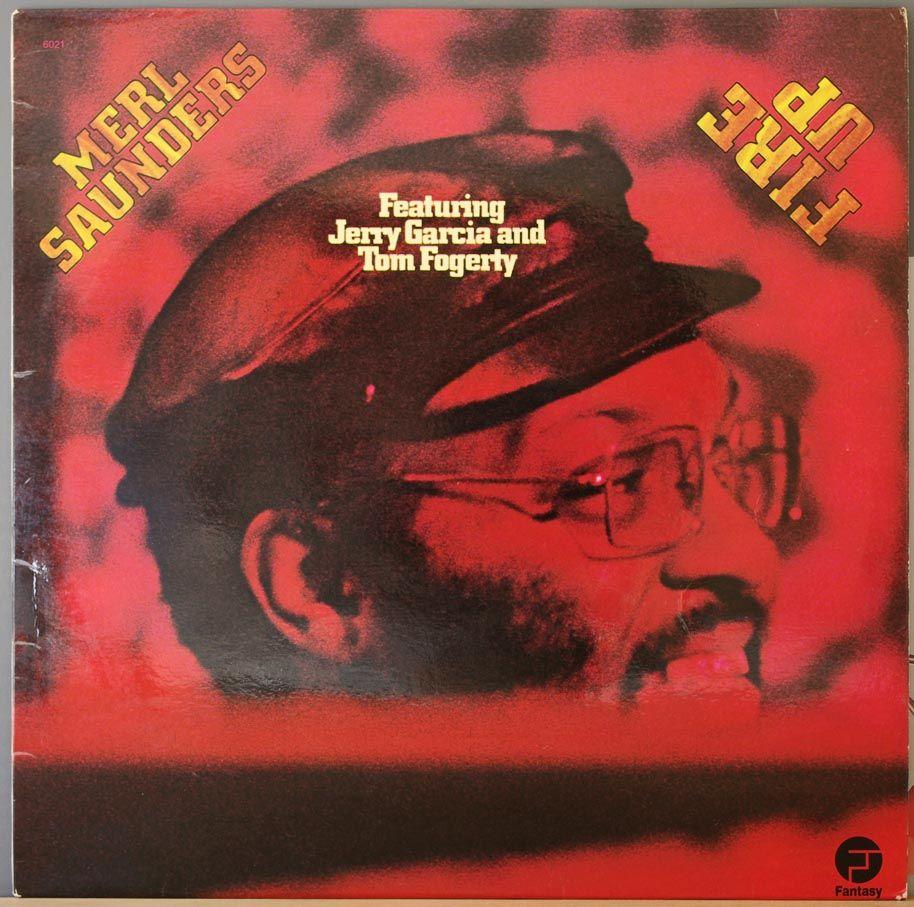 6021
MERL
SAUNDERS
FIRE
UP
Featuring
Jerry Garcia and
Tom Fogerty
Fantasy